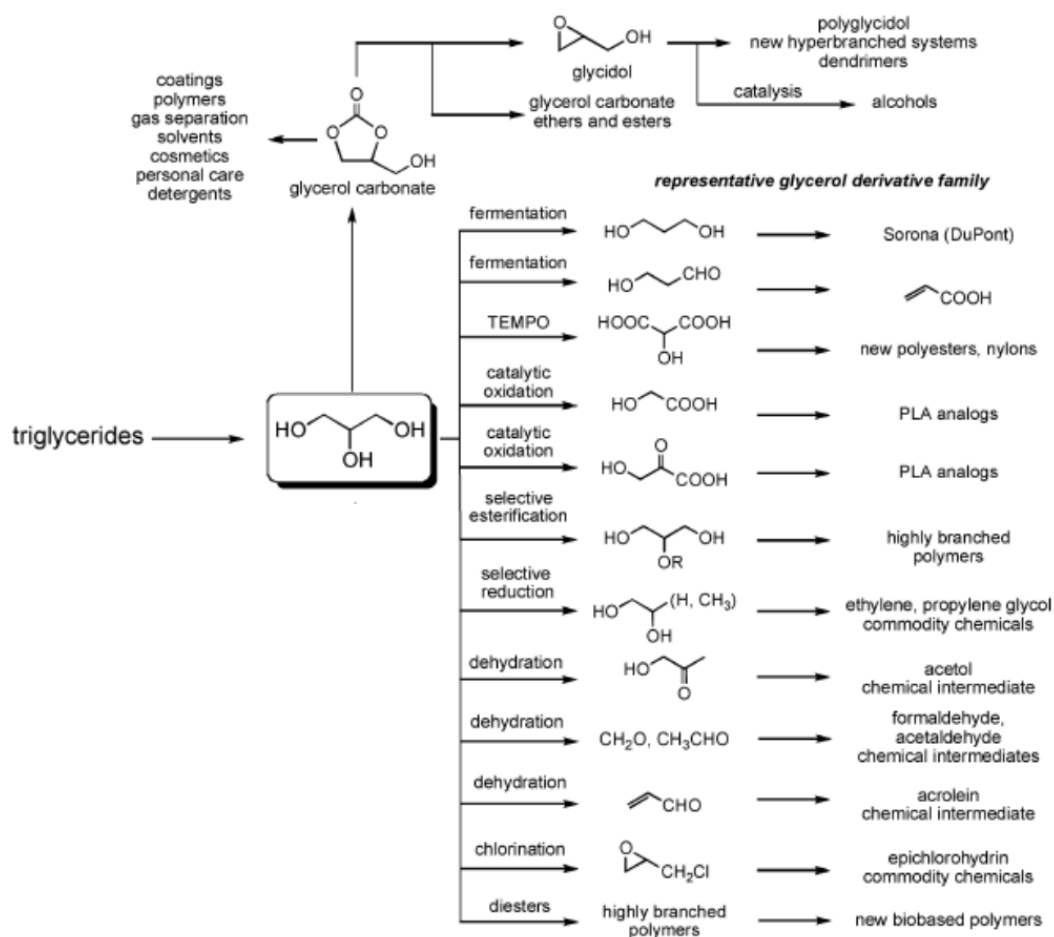 polyglycidol
new hyperbranched systems
dendrimers
O
OH
glycidol
catalysis
alcohols
glycerol carbonate
ethers and esters
coatings
polymers
gas separation
solvents
cosmetics
personal care
detergents
O
O
O
OH
glycerol carbonate
representative glycerol derivative family
triglycerides
HO
OH
OH
fermentation
HO
OH
Sorona (DuPont)
fermentation
HO
CHO
COOH
TEMPO
HOOC
COOH
OH
new polyesters, nylons
catalytic
oxidation
HO
COOH
PLA analogs
catalytic
oxidation
HO
O
COOH
PLA analogs
selective
esterification
HO
OH
OR
highly branched
polymers
selective
reduction
HO
(H, CH3)
OH
ethylene, propylene glycol
commodity chemicals
dehydration
HO
O
acetol
chemical intermediate
dehydration
CH2O, CH3CHO
formaldehyde,
acetaldehyde
chemical intermediates
dehydration
CHO
acrolein
chemical intermediate
chlorination
O
CH2Cl
epichlorohydrin
commodity chemicals
diesters
highly branched
polymers
new biobased polymers